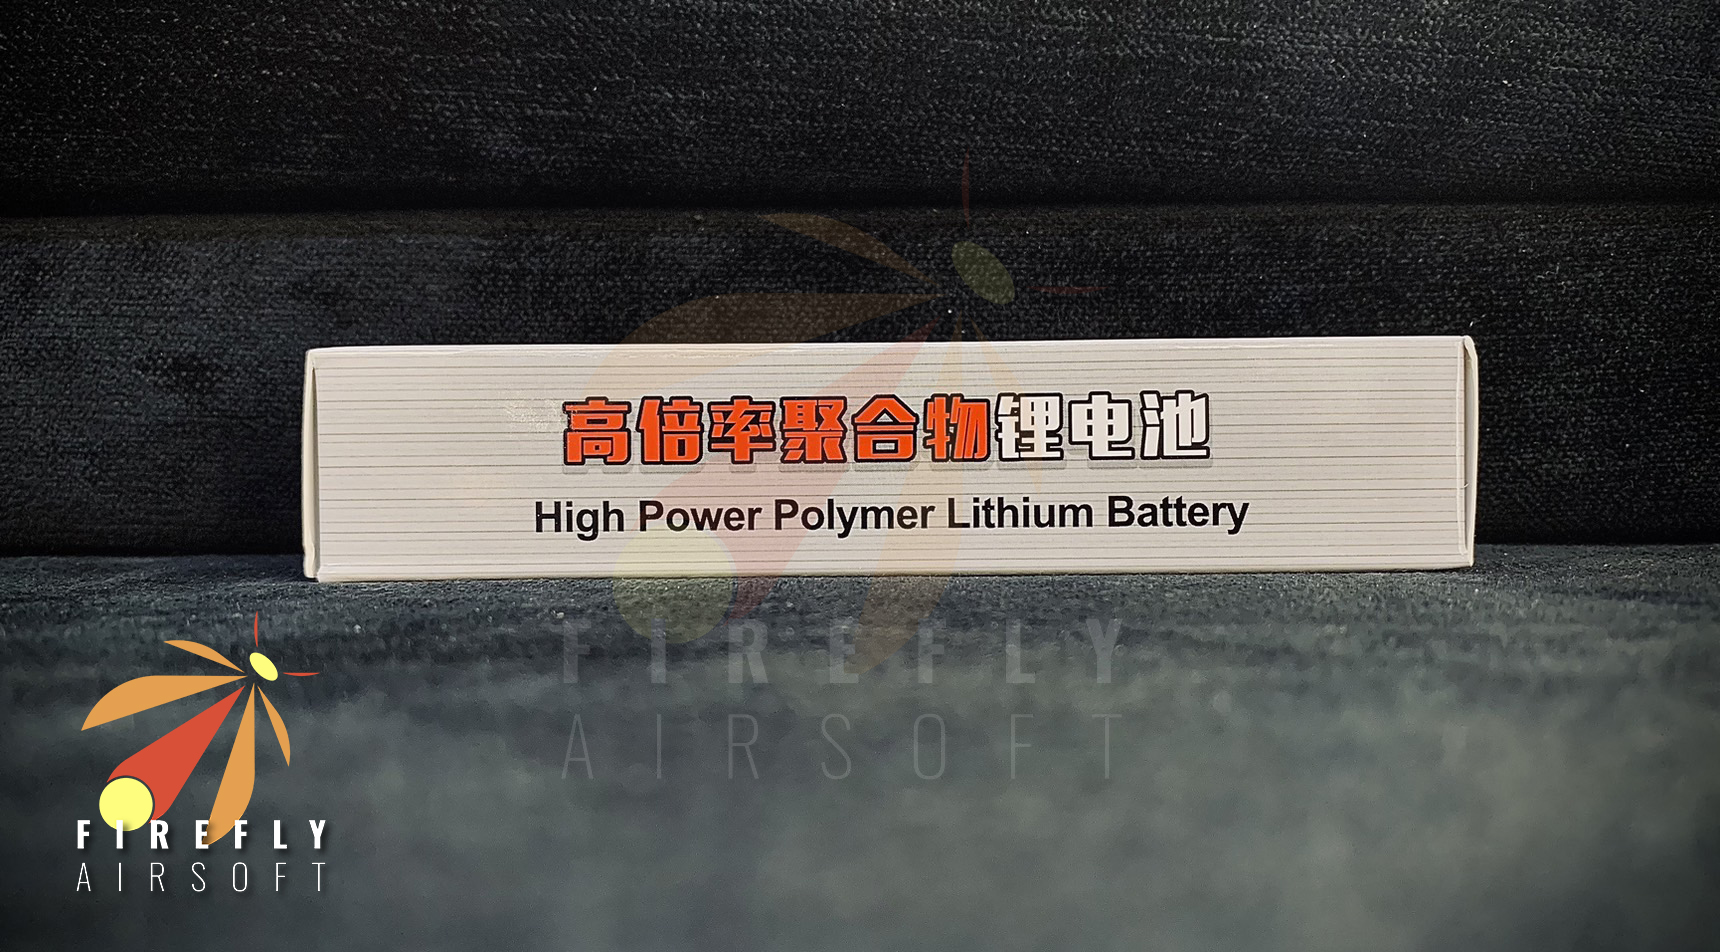 高倍率聚合物锂电池
High Power Polymer Lithium Battery
FIREFLY
AIRSOFT
FIREFLY
AIRSOFT